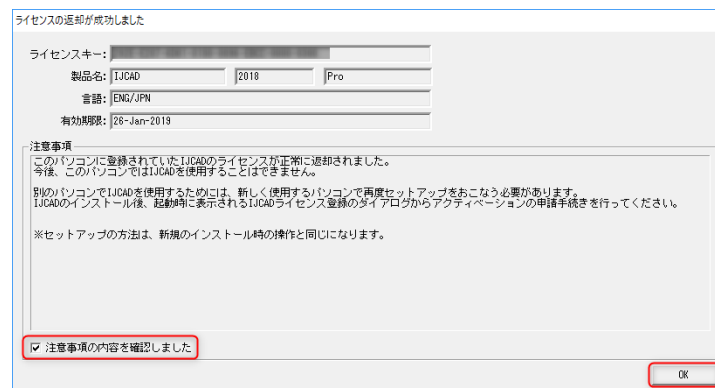 ライセンスの返却が成功しました
ライセンスキー:
製品名: IJCAD 2018 Pro
言語: ENG/JPN
有効期限: 26-Jan-2019
注意事項
このパソコンに登録されていたIJCADのライセンスが正常に返却されました。
今後、このパソコンではIJCADを使用することはできません。
別のパソコンでIJCADを使用するためには、新しく使用するパソコンで再度セットアップをおこなう必要があります。
IJCADのインストール後、起動時に表示されるIJCADライセンス登録のダイアログからアクティベーションの申請手続きを行ってください。
※セットアップの方法は、新規のインストール時の操作と同じになります。
注意事項の内容を確認しました
OK